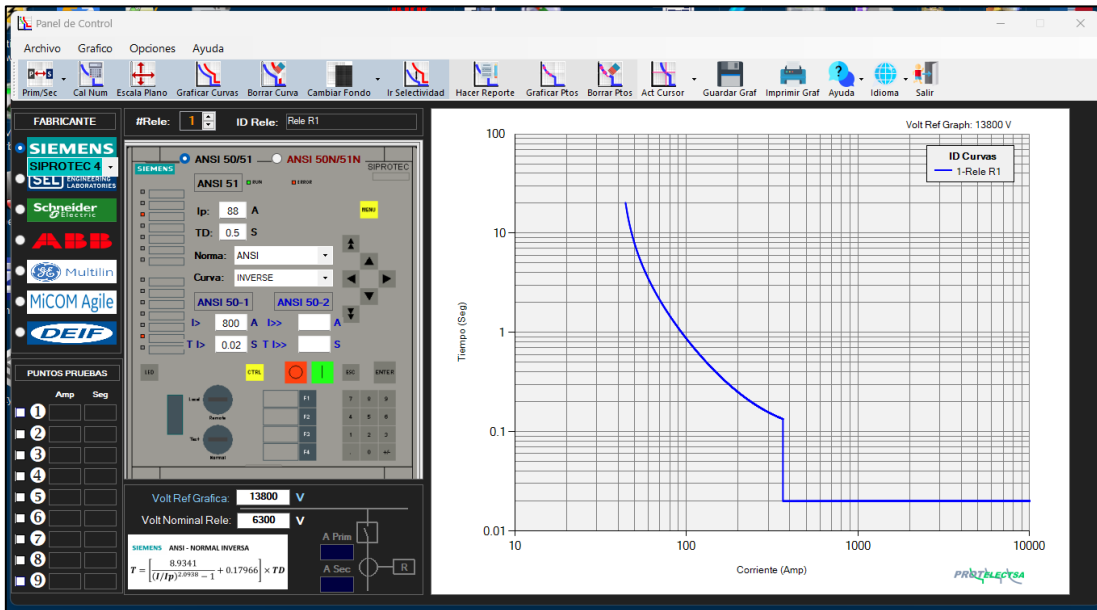 Panel de Control
Archivo Grafico Opciones Ayuda
Prim/Sec Cal Num Escala Plano Graficar Curvas Borrar Curva Cambiar Fondo Ir Selectividad Hacer Reporte Graficar Ptos Borrar Ptos Act Cursor Guardar Graf Imprimir Graf Ayuda Idioma Salir
FABRICANTE
SIEMENS
SIPROTEC 4
SEL ENGINEERING LABORATORIES
Schneider Electric
ABB
GE Multilin
MiCOM Agile
DEIF
PUNTOS PRUEBAS
Amp Seg
1
2
3
4
5
6
7
8
9
#Rele: 1 ID Rele: Rele R1
SIEMENS ANSI 50/51 ANSI 50N/51N SIPROTEC
ANSI 51 RUN ERROR
Ip: 88 A MENU
TD: 0.5 S
Norma: ANSI
Curva: INVERSE
ANSI 50-1 ANSI 50-2
I> 800 A I>> A
T I> 0.02 S T I>> S
LED CTRL ESC ENTER
Local F1 7 8 9
Remote F2 4 5 6
Test F3 1 2 3
Normal F4 . 0 +/-
Volt Ref Grafica: 13800 V
Volt Nominal Rele: 6300 V
A Prim
A Sec R
SIEMENS ANSI - NORMAL INVERSA
T = [8.9341 / ((I/Ip)^2.0938 − 1) + 0.17966] × TD
Volt Ref Graph: 13800 V
ID Curvas
1-Rele R1
100
10
1
0.1
0.01
Tiempo (Seg)
10 100 1000 10000
Corriente (Amp)
PROTELECTSA